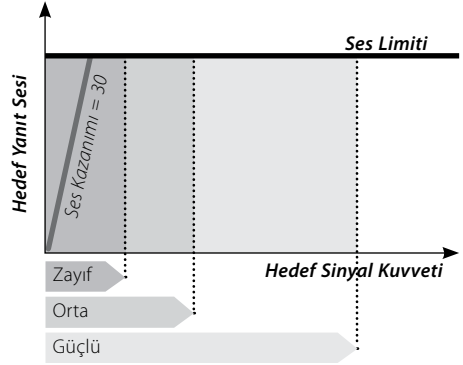 Ses Limiti
Hedef Yanıt Sesi
Ses Kazanımı = 30
Hedef Sinyal Kuvveti
Zayıf
Orta
Güçlü